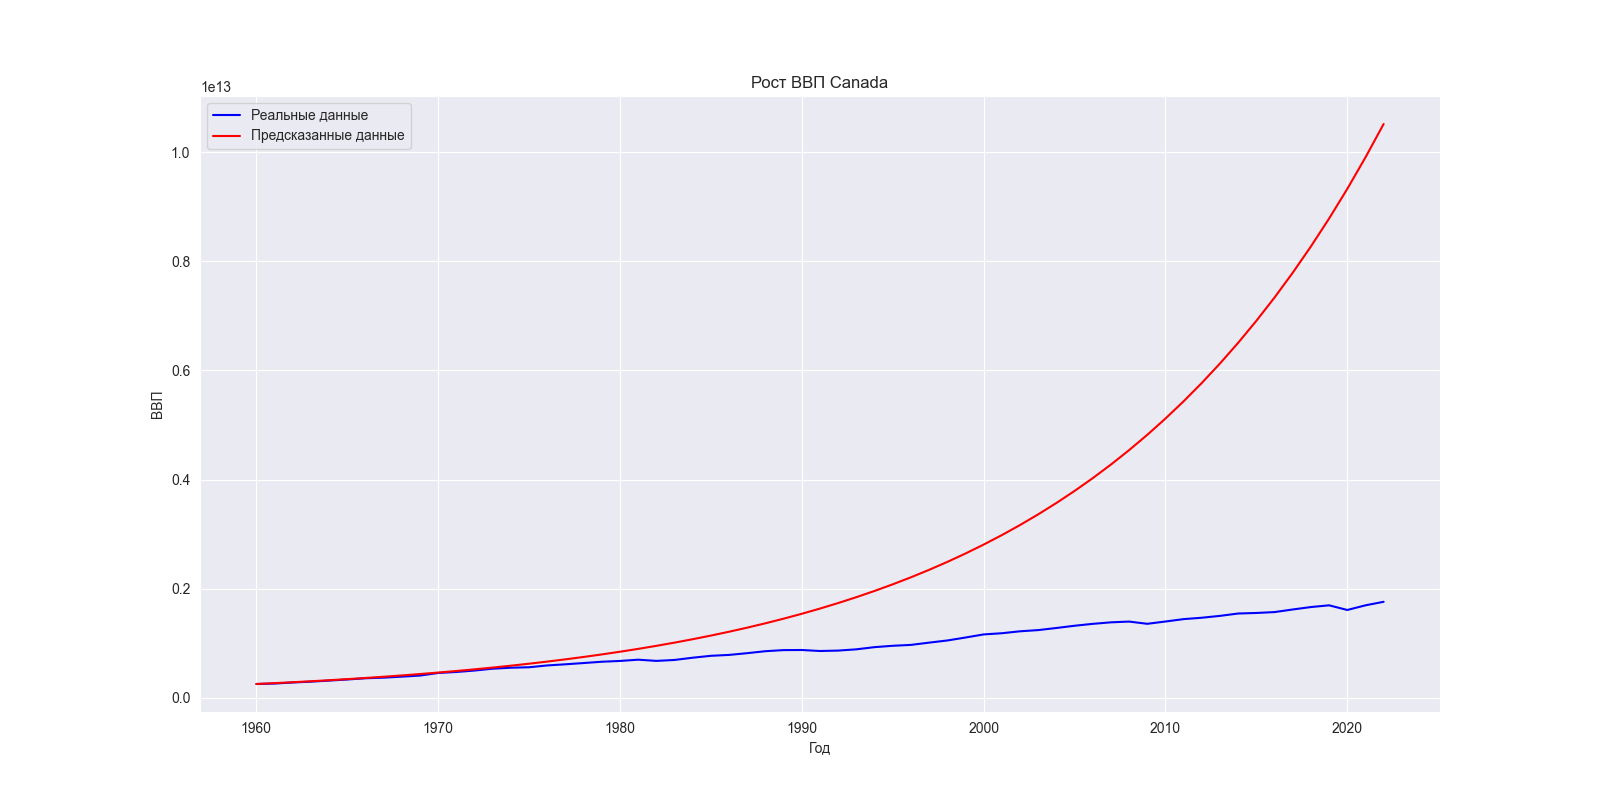 Рост ВВП Canada
1e13
Реальные данные
Предсказанные данные
1.0
0.8
0.6
0.4
0.2
0.0
ВВП
1960
1970
1980
1990
2000
2010
2020
Год